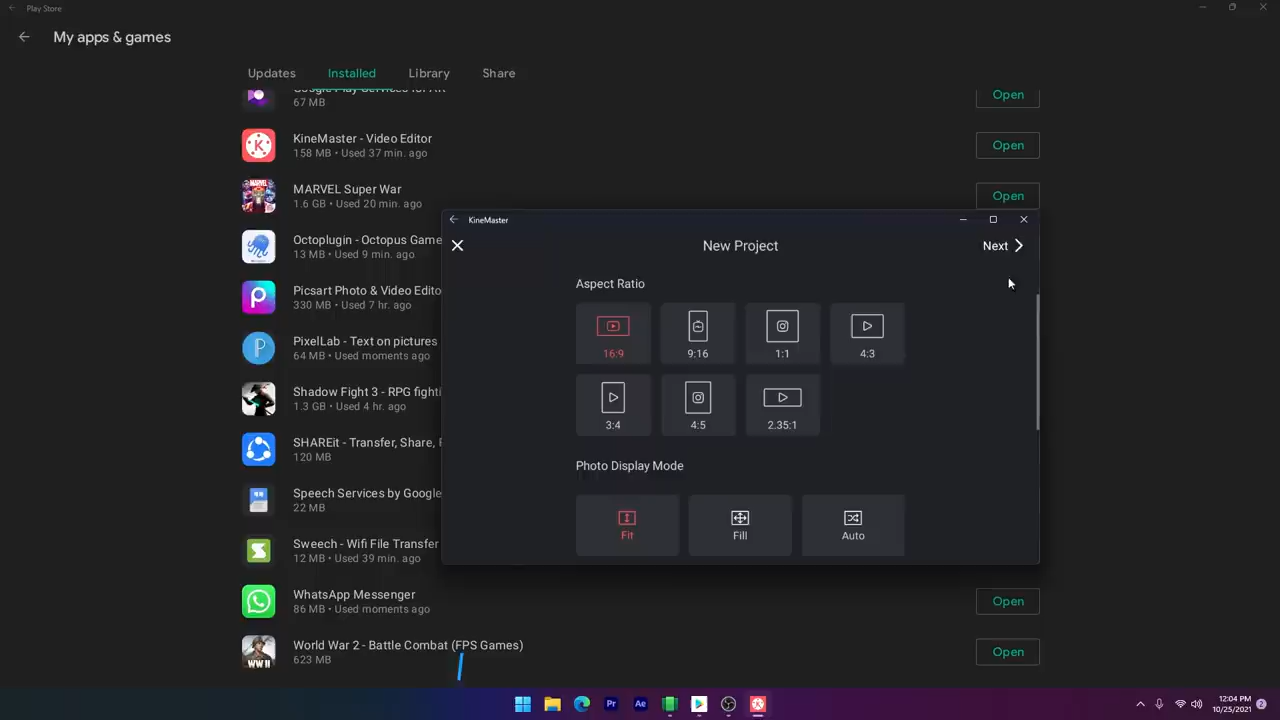 Play Store
My apps & games
Updates Installed Library Share
67 MB
Open
KineMaster - Video Editor
158 MB • Used 37 min. ago
Open
MARVEL Super War
1.6 GB • Used 20 min. ago
Open
Octoplugin - Octopus Game
13 MB • Used 9 min. ago
Picsart Photo & Video Edito
330 MB • Used 7 hr. ago
PixelLab - Text on pictures
64 MB • Used moments ago
Shadow Fight 3 - RPG fighti
1.3 GB • Used 4 hr. ago
SHAREit - Transfer, Share,
120 MB
Speech Services by Google
22 MB
Sweech - Wifi File Transfer
12 MB • Used 39 min. ago
WhatsApp Messenger
86 MB • Used moments ago
Open
World War 2 - Battle Combat (FPS Games)
623 MB
Open
KineMaster
New Project
Next
Aspect Ratio
16:9 9:16 1:1 4:3
3:4 4:5 2.35:1
Photo Display Mode
Fit Fill Auto
Pr Ae
12:04 PM
10/25/2021
2